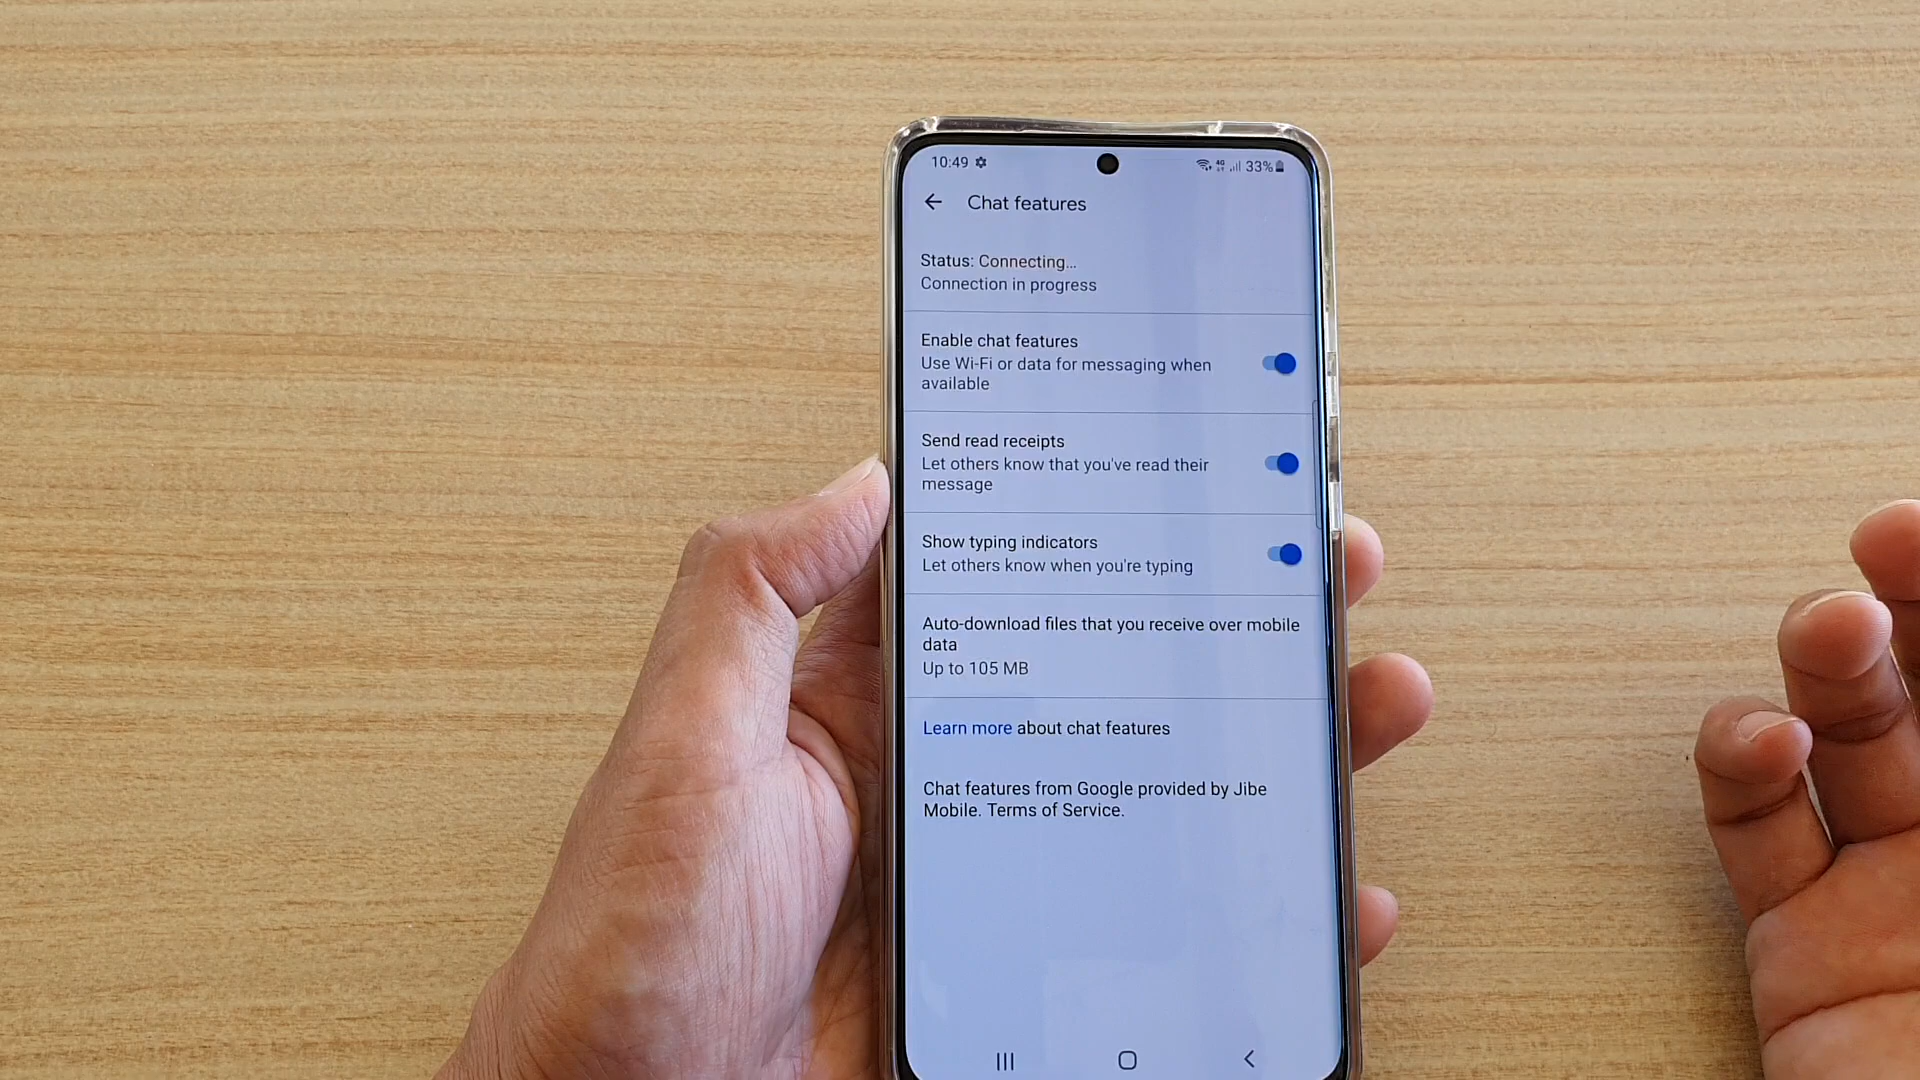 10:49
4G 33%
Chat features
Status: Connecting...
Connection in progress
Enable chat features
Use Wi-Fi or data for messaging when
available
Send read receipts
Let others know that you've read their
message
Show typing indicators
Let others know when you're typing
Auto-download files that you receive over mobile
data
Up to 105 MB
Learn more about chat features
Chat features from Google provided by Jibe
Mobile. Terms of Service.